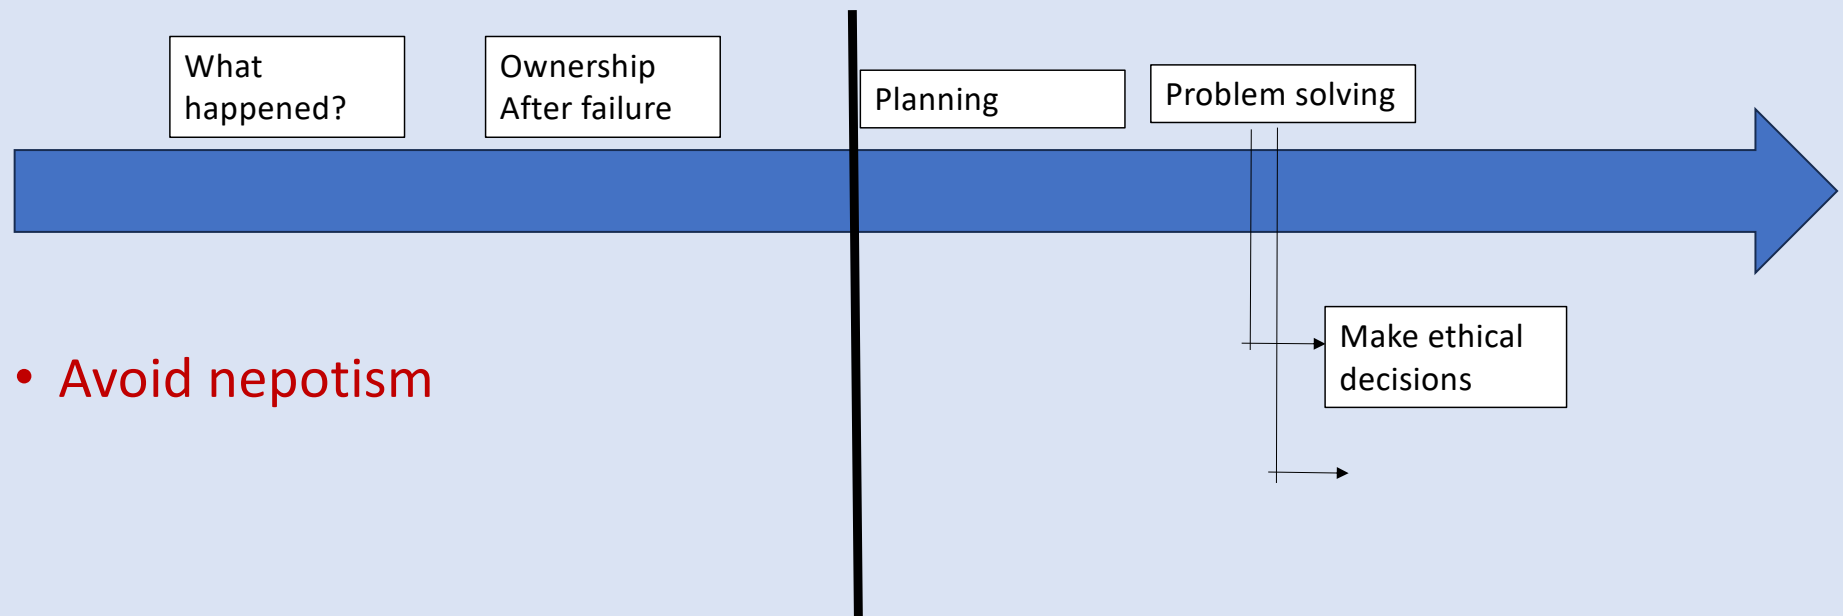 What
happened?
Ownership
After failure
Planning
Problem solving
Make ethical
decisions
• Avoid nepotism